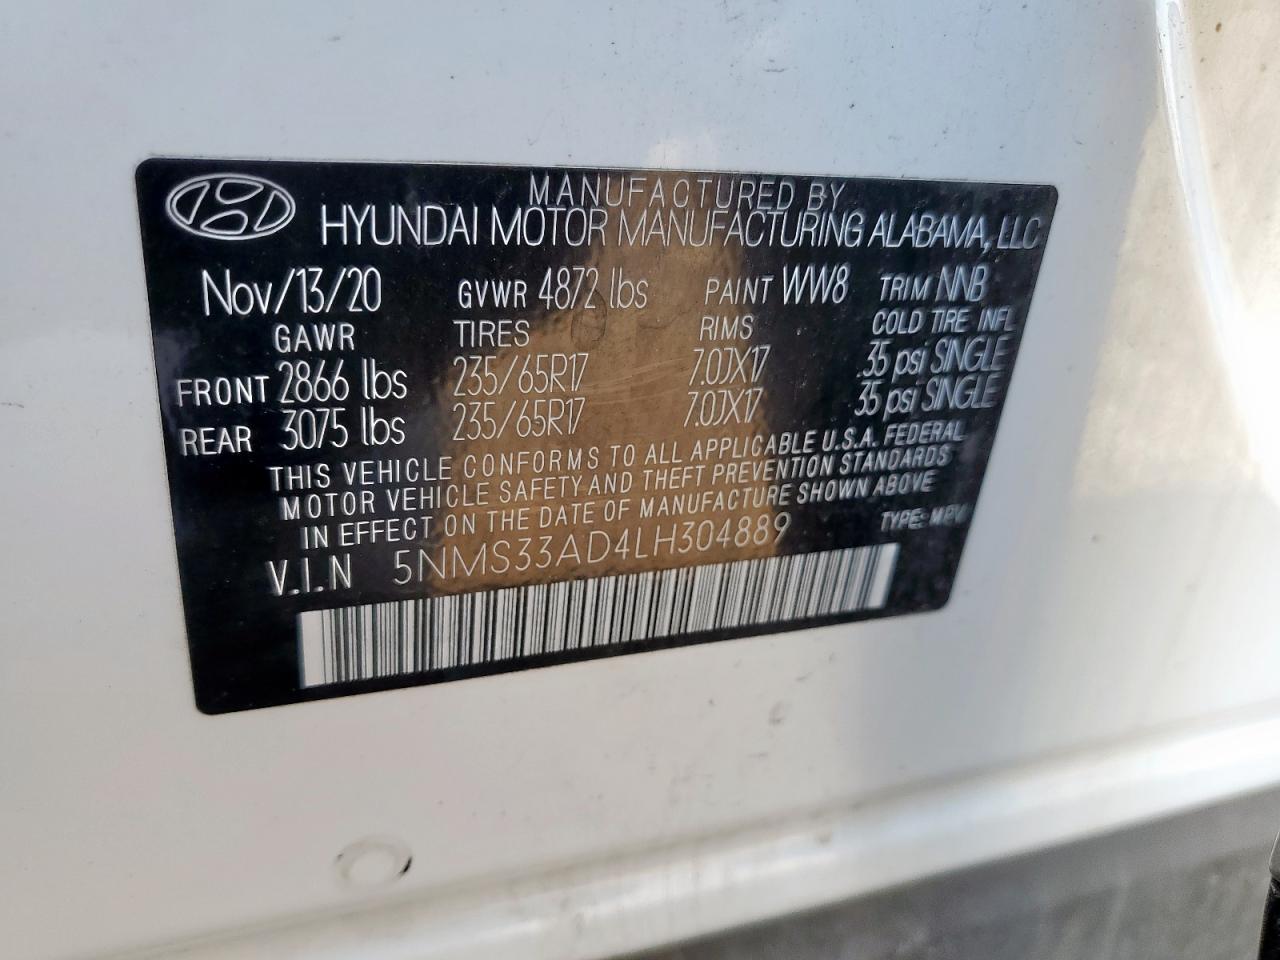 MANUFACTURED BY
HYUNDAI MOTOR MANUFACTURING ALABAMA, LLC
Nov/13/20 GVWR 4872 lbs PAINT WW8 TRIM NNB
GAWR TIRES RIMS COLD TIRE INFL
FRONT 2866 lbs 235/65R17 7.0JX17 35 psi SINGLE
REAR 3075 lbs 235/65R17 7.0JX17 35 psi SINGLE
THIS VEHICLE CONFORMS TO ALL APPLICABLE U.S.A. FEDERAL
MOTOR VEHICLE SAFETY AND THEFT PREVENTION STANDARDS
IN EFFECT ON THE DATE OF MANUFACTURE SHOWN ABOVE
V.I.N 5NMS33AD4LH304889 TYPE: MPV